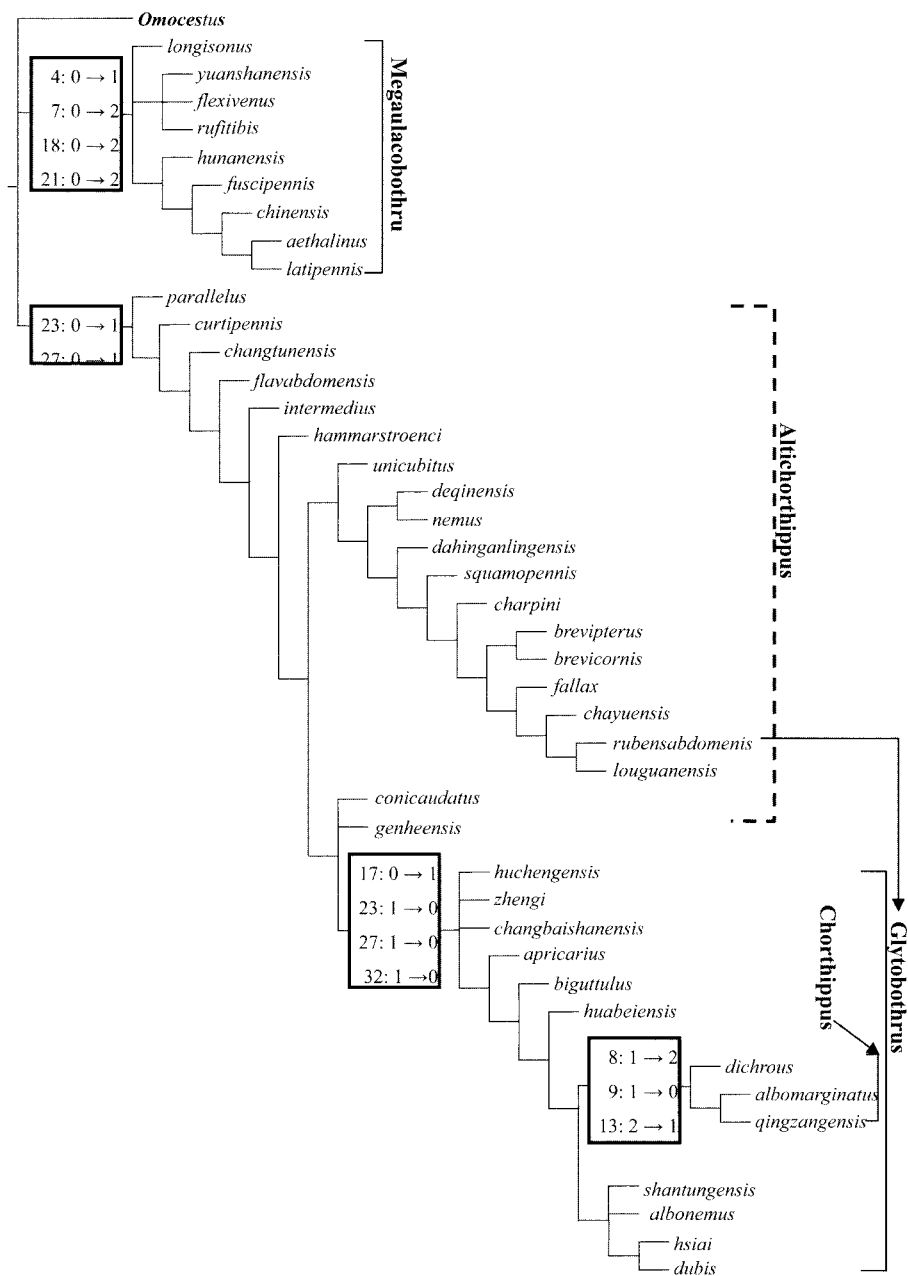 Omocestus
longisonus
4: 0 → 1
yuanshanensis
7: 0 → 2
flexivenus
18: 0 → 2
rufitibis
21: 0 → 2
hunanensis
fuscipennis
chinensis
aethalinus
latipennis
Megaulacobothru
parallelus
23: 0 → 1
curtipennis
27: 0 → 1
changtunensis
flavabdomensis
intermedius
hammarstroenci
unicubitus
deqinensis
nemus
dahinganlingensis
squamopennis
charpini
brevipterus
brevicornis
fallax
chayuensis
rubensabdomenis
louguanensis
Altichorthippus
conicaudatus
genheensis
17: 0 → 1
huchengensis
23: 1 → 0
zhengi
27: 1 → 0
changbaishanensis
32: 1 →0
apricarius
biguttulus
huabeiensis
Chorthippus
Glytobothrus
8: 1 → 2
dichrous
9: 1 → 0
albomarginatus
13: 2 → 1
qingzangensis
shantungensis
albonemus
hsiai
dubis